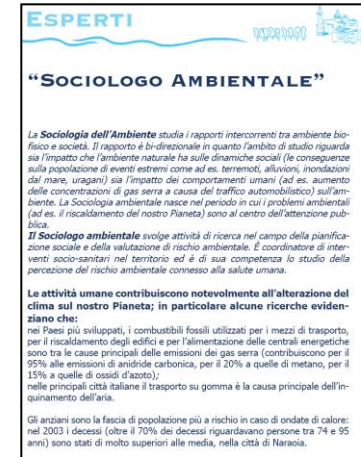 ESPERTI
“SOCIOLOGO AMBIENTALE”
La Sociologia dell’Ambiente studia i rapporti intercorrenti tra ambiente bio-
fisico e società. Il rapporto è bi-direzionale in quanto l’ambito di studio riguarda
sia l’impatto che l’ambiente naturale ha sulle dinamiche sociali (le conseguenze
sulla popolazione di eventi estremi come ad es. terremoti, alluvioni, inondazioni
dal mare, uragani) sia l’impatto dei comportamenti umani (ad es. aumento
delle concentrazioni di gas serra a causa del traffico automobilistico) sull’am-
biente. La Sociologia ambientale nasce nel periodo in cui i problemi ambientali
(ad es. il riscaldamento del nostro Pianeta) sono al centro dell’attenzione pub-
blica.
Il Sociologo ambientale svolge attività di ricerca nel campo della pianifica-
zione sociale e della valutazione di rischio ambientale. É coordinatore di inter-
venti socio-sanitari nel territorio ed è di sua competenza lo studio della
percezione del rischio ambientale connesso alla salute umana.
Le attività umane contribuiscono notevolmente all’alterazione del
clima sul nostro Pianeta; in particolare alcune ricerche eviden-
ziano che:
nei Paesi più sviluppati, i combustibili fossili utilizzati per i mezzi di trasporto,
per il riscaldamento degli edifici e per l’alimentazione delle centrali energetiche
sono tra le cause principali delle emissioni dei gas serra (contribuiscono per il
95% alle emissioni di anidride carbonica, per il 20% a quelle di metano, per il
15% a quelle di ossidi d’azoto);
nelle principali città italiane il trasporto su gomma è la causa principale dell’in-
quinamento dell’aria.
Gli anziani sono la fascia di popolazione più a rischio in caso di ondate di calore:
nel 2003 i decessi (oltre il 70% dei decessi riguardavano persone tra 74 e 95
anni) sono stati di molto superiori alle media, nella città di